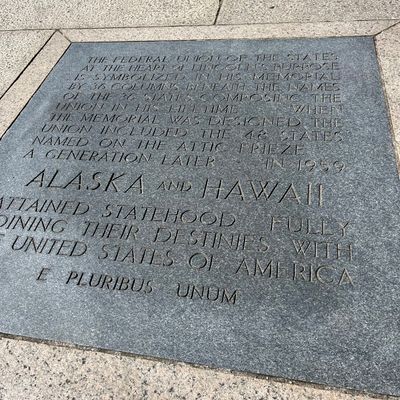 THE FEDERAL UNION OF THE STATES
AT THE HEART OF LINCOLN'S PURPOSE
IS SYMBOLIZED IN HIS MEMORIAL
BY 36 COLUMNS BENEATH THE NAMES
OF THE 36 STATES COMPOSING THE
UNION IN HIS LIFETIME WHEN
THE MEMORIAL WAS DESIGNED THE
UNION INCLUDED THE 48 STATES
NAMED ON THE ATTIC FRIEZE
A GENERATION LATER IN 1959
ALASKA AND HAWAII
ATTAINED STATEHOOD FULLY
JOINING THEIR DESTINIES WITH
UNITED STATES OF AMERICA
E PLURIBUS UNUM